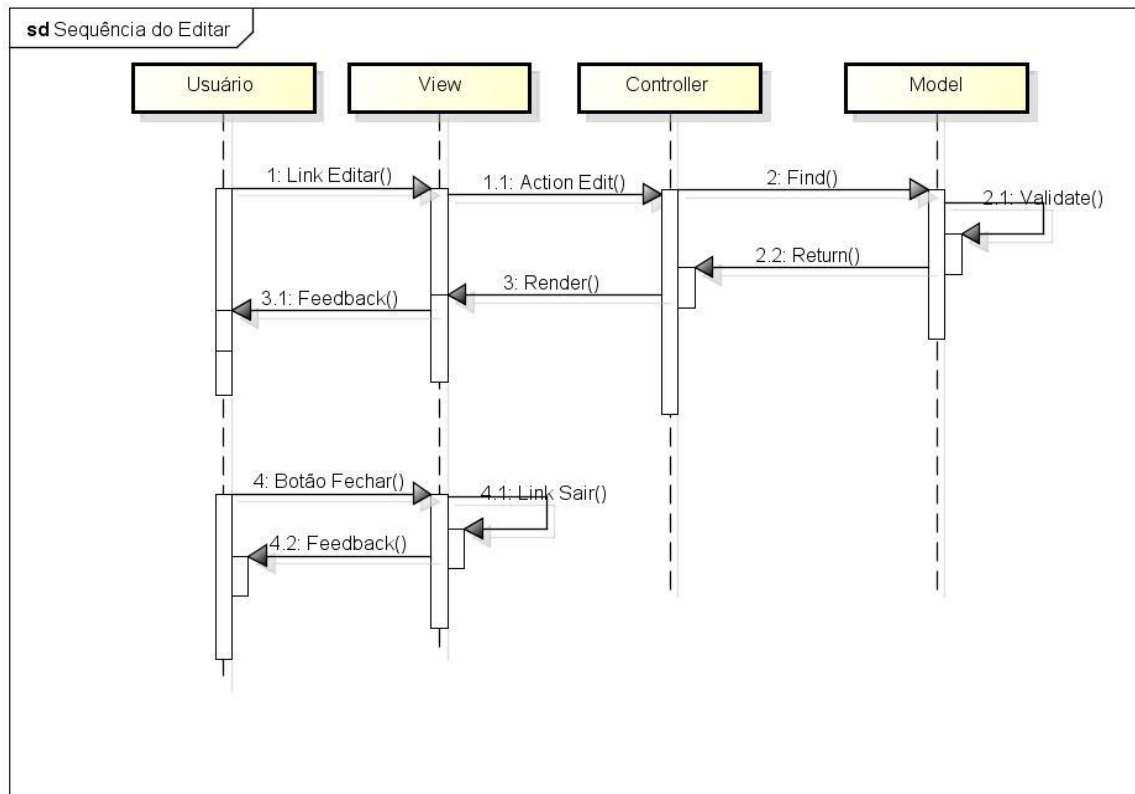 sd Sequência do Editar
Usuário
View
Controller
Model
1: Link Editar()
1.1: Action Edit()
2: Find()
2.1: Validate()
2.2: Return()
3: Render()
3.1: Feedback()
4: Botão Fechar()
4.1: Link Sair()
4.2: Feedback()